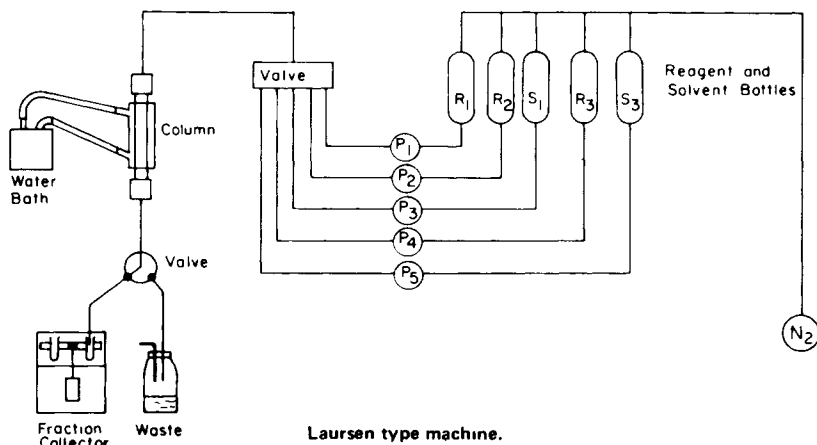 Valve
R1
R2
S1
R3
S3
Reagent and
Solvent Bottles
Column
P1
P2
P3
P4
P5
Water
Bath
Valve
N2
Fraction
Collector
Waste
Laursen type machine.